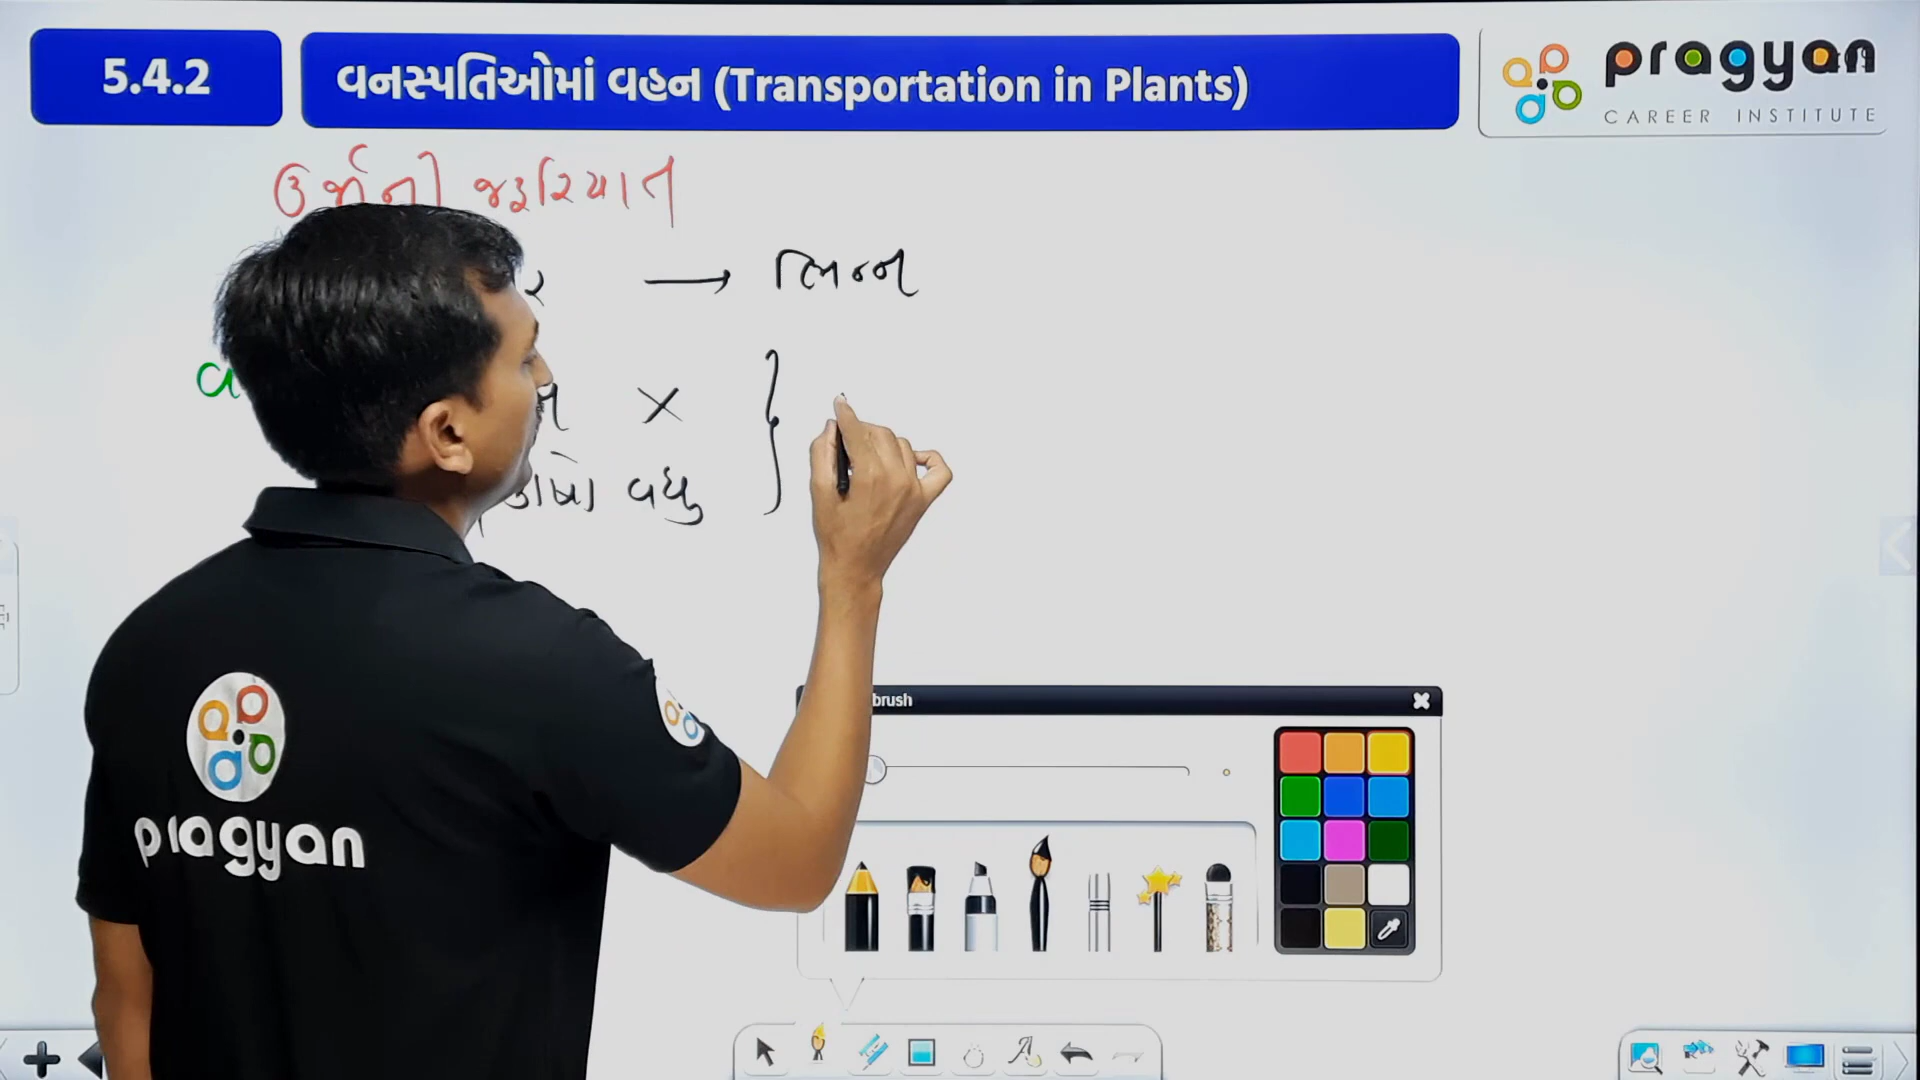 5.4.2
વનસ્પતિઓમાં વહન (Transportation in Plants)
pragyan
CAREER INSTITUTE
ઉર્જાની જરૂરિયાત
ર → ભિન્ન
વ
ન ×
કોષો વધુ
pragyan
brush